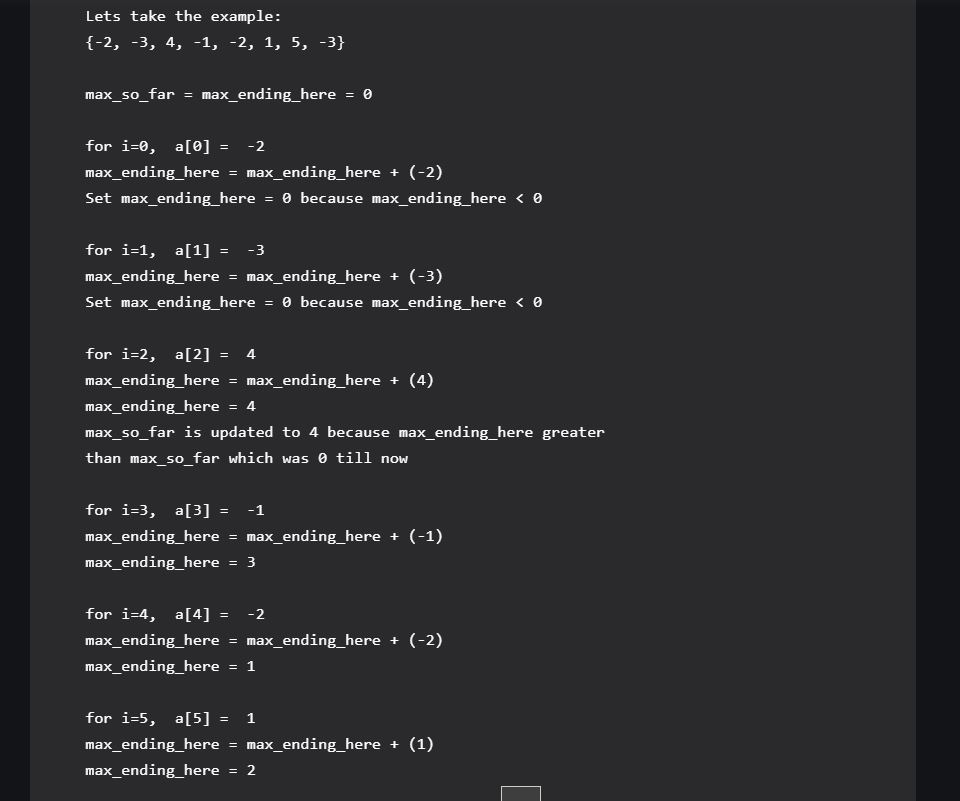 Lets take the example:
{-2, -3, 4, -1, -2, 1, 5, -3}
max_so_far = max_ending_here = 0
for i=0,  a[0] =  -2
max_ending_here = max_ending_here + (-2)
Set max_ending_here = 0 because max_ending_here < 0
for i=1,  a[1] =  -3
max_ending_here = max_ending_here + (-3)
Set max_ending_here = 0 because max_ending_here < 0
for i=2,  a[2] =  4
max_ending_here = max_ending_here + (4)
max_ending_here = 4
max_so_far is updated to 4 because max_ending_here greater
than max_so_far which was 0 till now
for i=3,  a[3] =  -1
max_ending_here = max_ending_here + (-1)
max_ending_here = 3
for i=4,  a[4] =  -2
max_ending_here = max_ending_here + (-2)
max_ending_here = 1
for i=5,  a[5] =  1
max_ending_here = max_ending_here + (1)
max_ending_here = 2